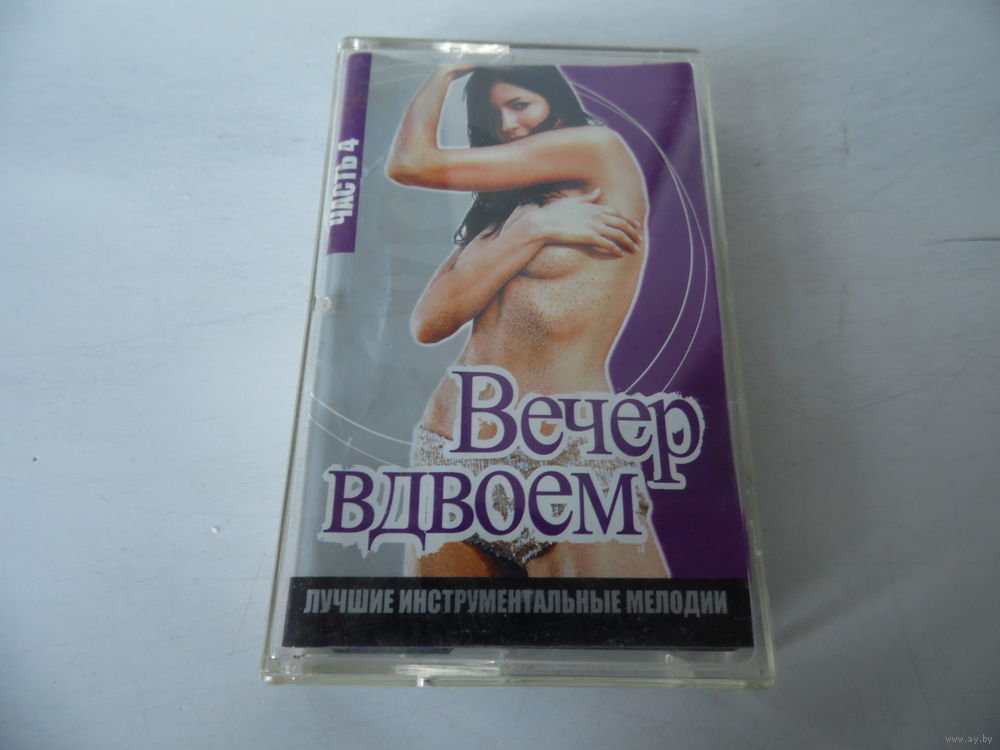 ЧАСТЬ 4
Вечер
вдвоем
ЛУЧШИЕ ИНСТРУМЕНТАЛЬНЫЕ МЕЛОДИИ
www.ay.by